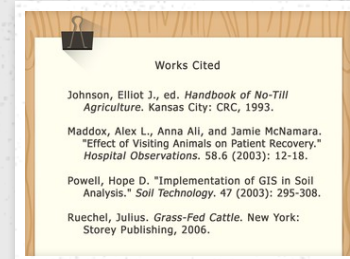 Works Cited
Johnson, Elliot J., ed. Handbook of No-Till
Agriculture. Kansas City: CRC, 1993.
Maddox, Alex L., Anna Ali, and Jamie McNamara.
"Effect of Visiting Animals on Patient Recovery."
Hospital Observations. 58.6 (2003): 12-18.
Powell, Hope D. "Implementation of GIS in Soil
Analysis." Soil Technology. 47 (2003): 295-308.
Ruechel, Julius. Grass-Fed Cattle. New York:
Storey Publishing, 2006.